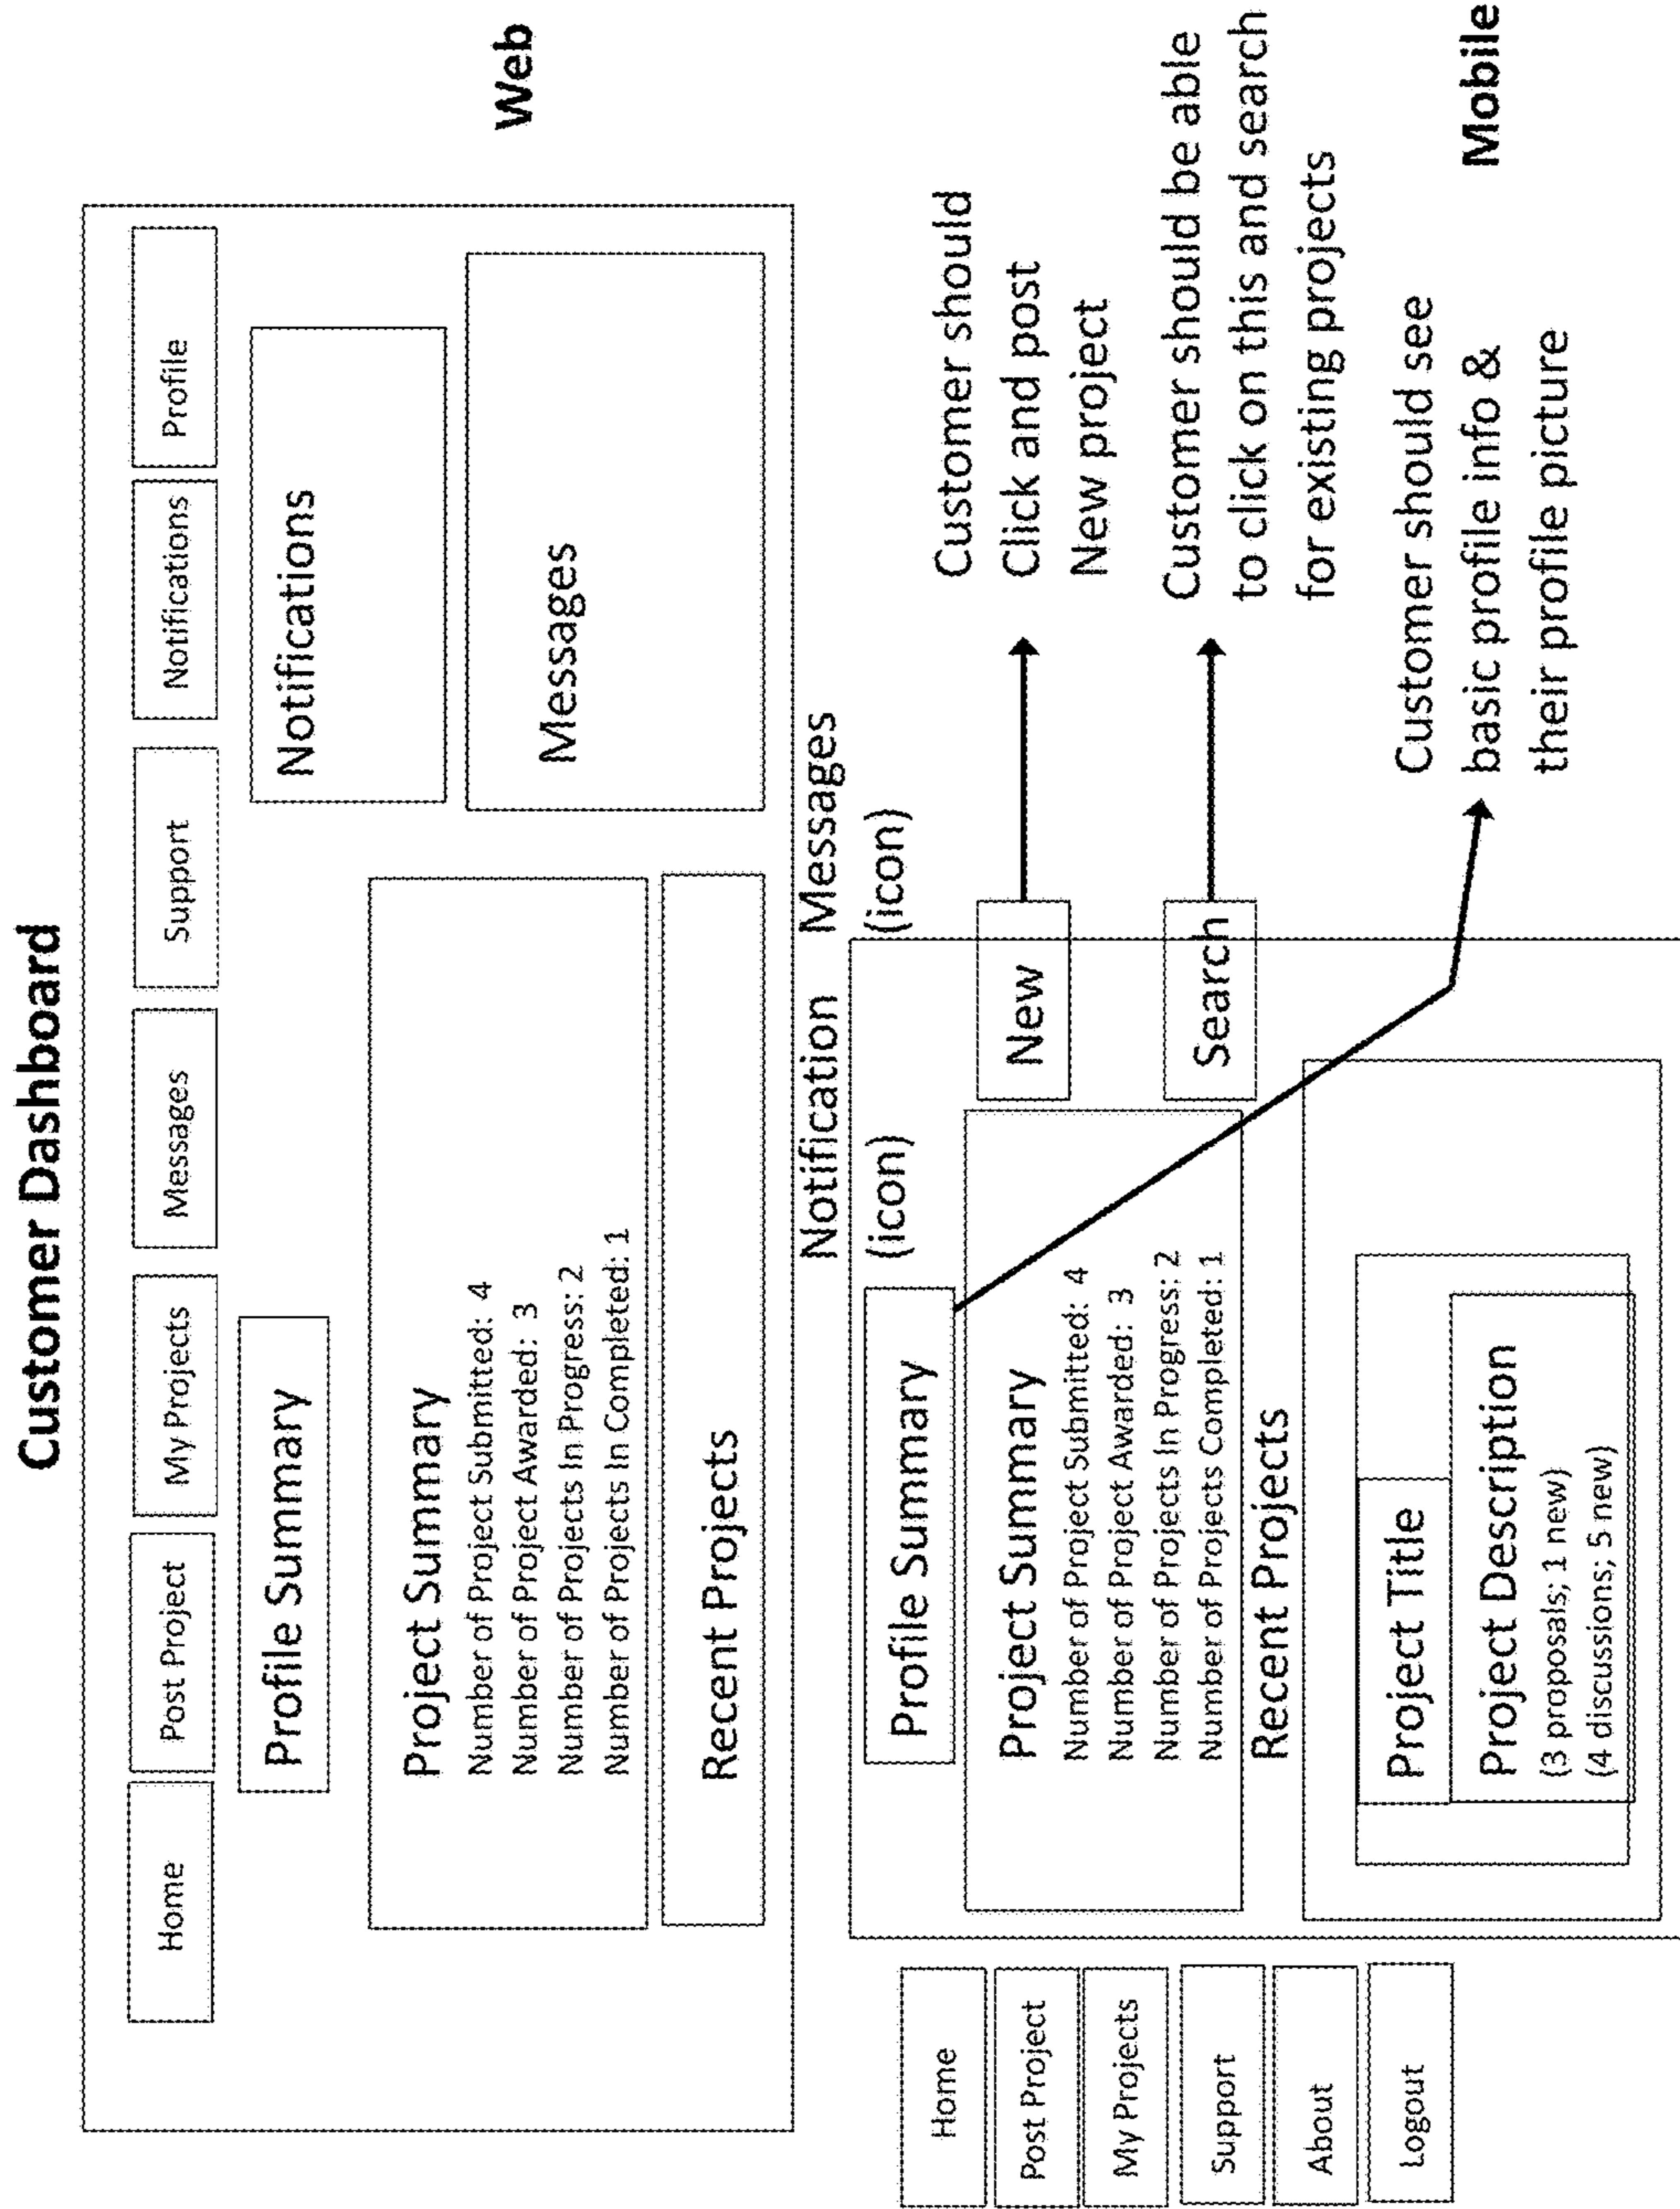 Customer Dashboard
Home
Post Project
My Projects
Messages
Support
Notifications
Profile
Profile Summary
Notifications
Project Summary
Number of Project Submitted: 4
Number of Project Awarded: 3
Number of Projects In Progress: 2
Number of Projects In Completed: 1
Messages
Recent Projects
Web
Notification
(icon)
Messages
(icon)
Home
Post Project
My Projects
Support
About
Logout
Profile Summary
Project Summary
Number of Project Submitted: 4
Number of Project Awarded: 3
Number of Projects In Progress: 2
Number of Projects Completed: 1
New
Search
Recent Projects
Project Title
Project Description
(3 proposals; 1 new)
(4 discussions; 5 new)
Customer should
Click and post
New project
Customer should be able
to click on this and search
for existing projects
Customer should see
basic profile info &
their profile picture
Mobile